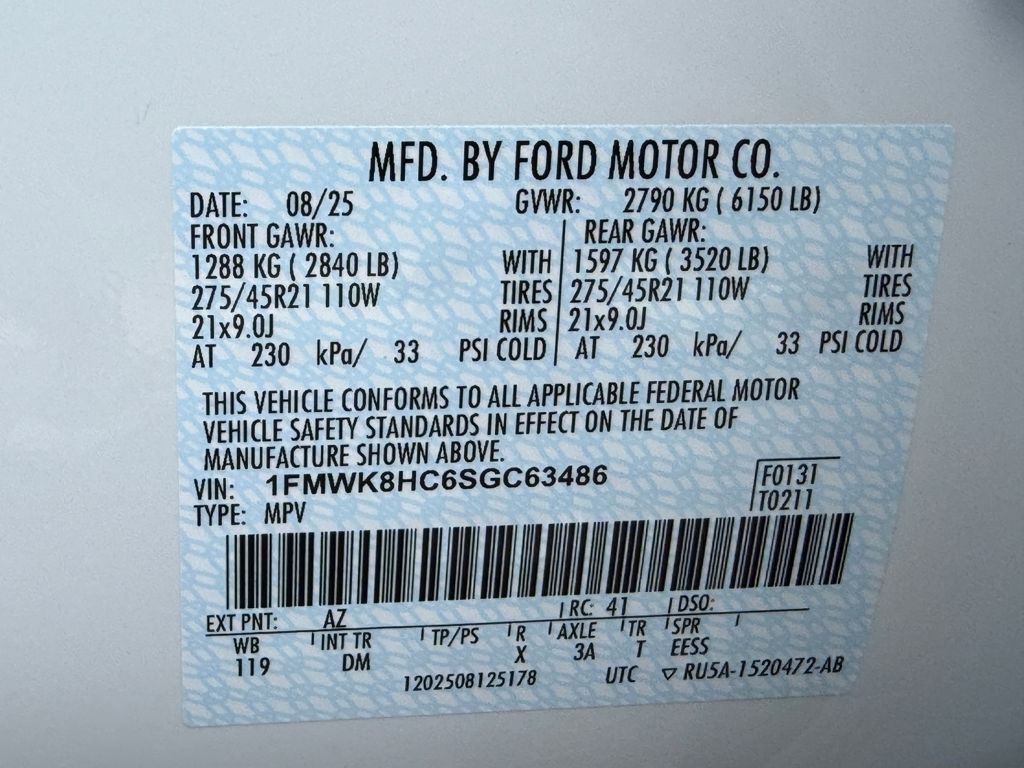 MFD. BY FORD MOTOR CO.
DATE: 08/25 GVWR: 2790 KG ( 6150 LB)
FRONT GAWR: REAR GAWR:
1288 KG ( 2840 LB) WITH 1597 KG ( 3520 LB) WITH
275/45R21 110W TIRES 275/45R21 110W TIRES
21x9.0J RIMS 21x9.0J RIMS
AT 230 kPa/ 33 PSI COLD AT 230 kPa/ 33 PSI COLD
THIS VEHICLE CONFORMS TO ALL APPLICABLE FEDERAL MOTOR
VEHICLE SAFETY STANDARDS IN EFFECT ON THE DATE OF
MANUFACTURE SHOWN ABOVE.
VIN: 1FMWK8HC6SGC63486 F0131
TYPE: MPV T0211
EXT PNT: AZ RC: 41 DSO:
WB INT TR TP/PS R AXLE TR SPR
119 DM X 3A T EESS
1202508125178 UTC ▽ RU5A-1520472-AB